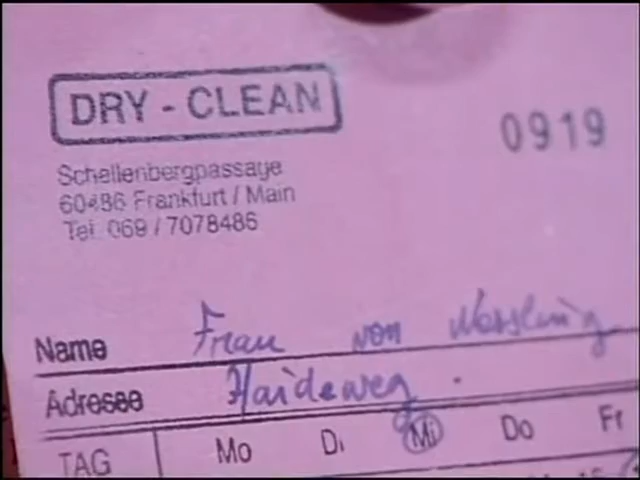 DRY - CLEAN
0919
Schellenbergpassage
60486 Frankfurt / Main
Tel. 069 / 7078486
Name Frau von
Adresse Haideweg.
TAG Mo Di Mi Do Fr